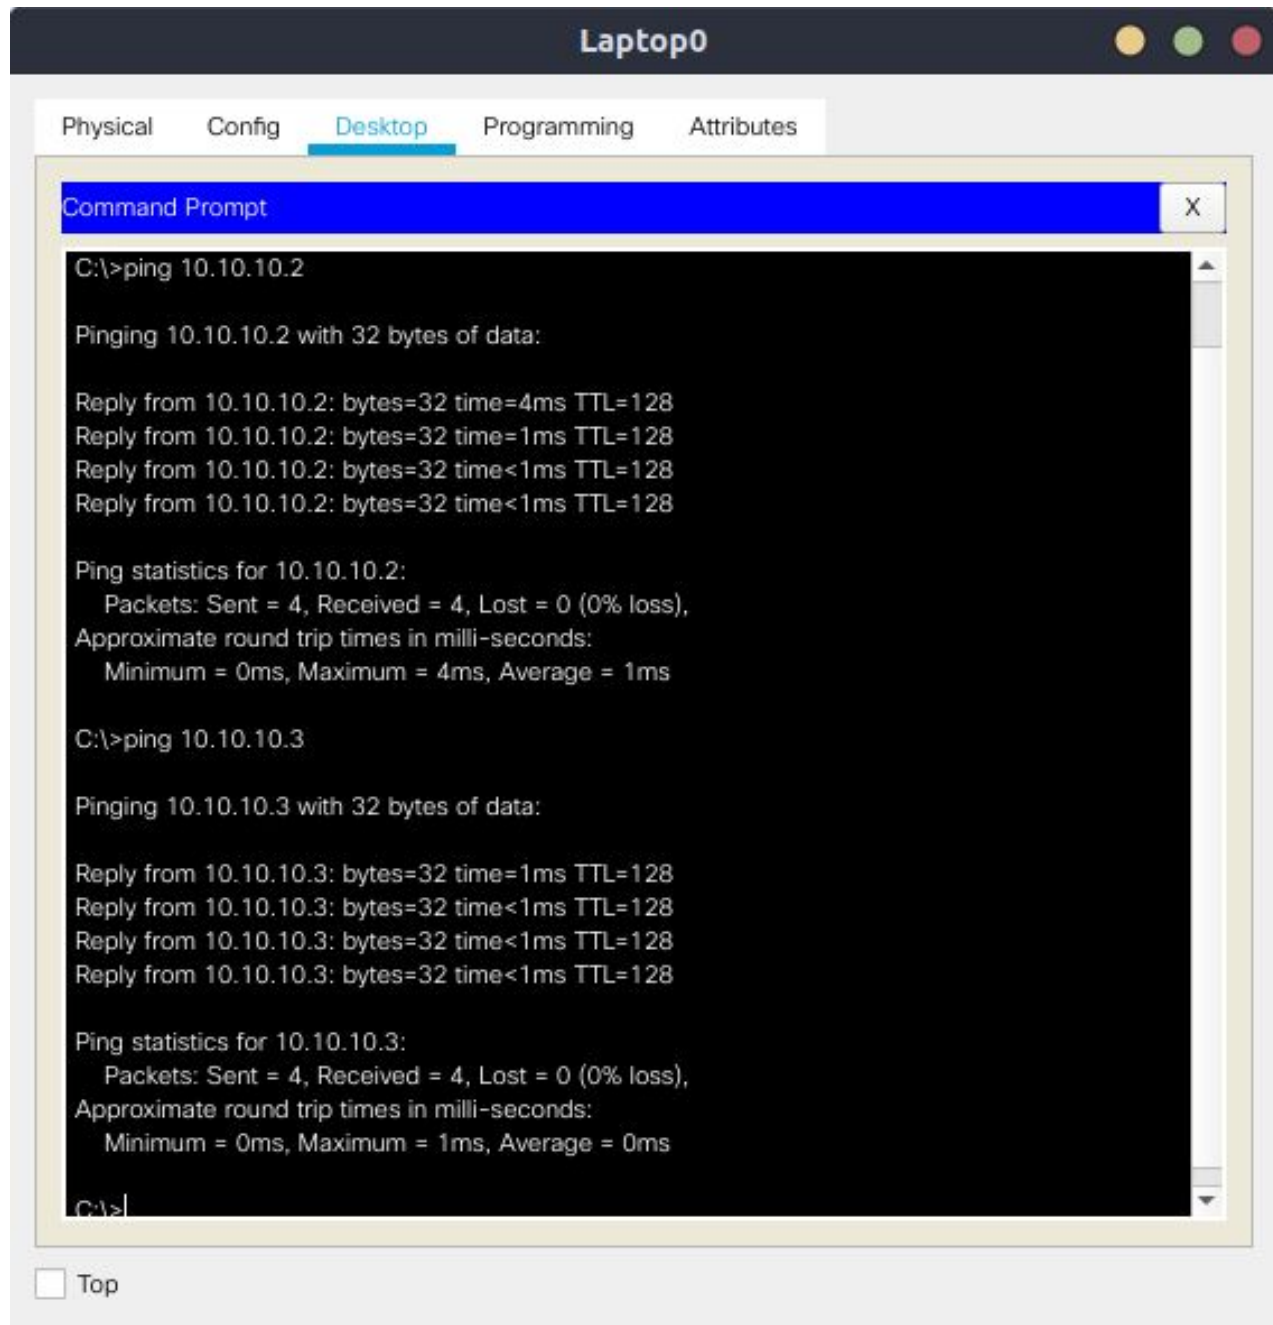 Laptop0
Physical Config Desktop Programming Attributes
Command Prompt X
C:\>ping 10.10.10.2
Pinging 10.10.10.2 with 32 bytes of data:
Reply from 10.10.10.2: bytes=32 time=4ms TTL=128
Reply from 10.10.10.2: bytes=32 time=1ms TTL=128
Reply from 10.10.10.2: bytes=32 time<1ms TTL=128
Reply from 10.10.10.2: bytes=32 time<1ms TTL=128
Ping statistics for 10.10.10.2:
Packets: Sent = 4, Received = 4, Lost = 0 (0% loss),
Approximate round trip times in milli-seconds:
Minimum = 0ms, Maximum = 4ms, Average = 1ms
C:\>ping 10.10.10.3
Pinging 10.10.10.3 with 32 bytes of data:
Reply from 10.10.10.3: bytes=32 time=1ms TTL=128
Reply from 10.10.10.3: bytes=32 time<1ms TTL=128
Reply from 10.10.10.3: bytes=32 time<1ms TTL=128
Reply from 10.10.10.3: bytes=32 time<1ms TTL=128
Ping statistics for 10.10.10.3:
Packets: Sent = 4, Received = 4, Lost = 0 (0% loss),
Approximate round trip times in milli-seconds:
Minimum = 0ms, Maximum = 1ms, Average = 0ms
C:\>
Top